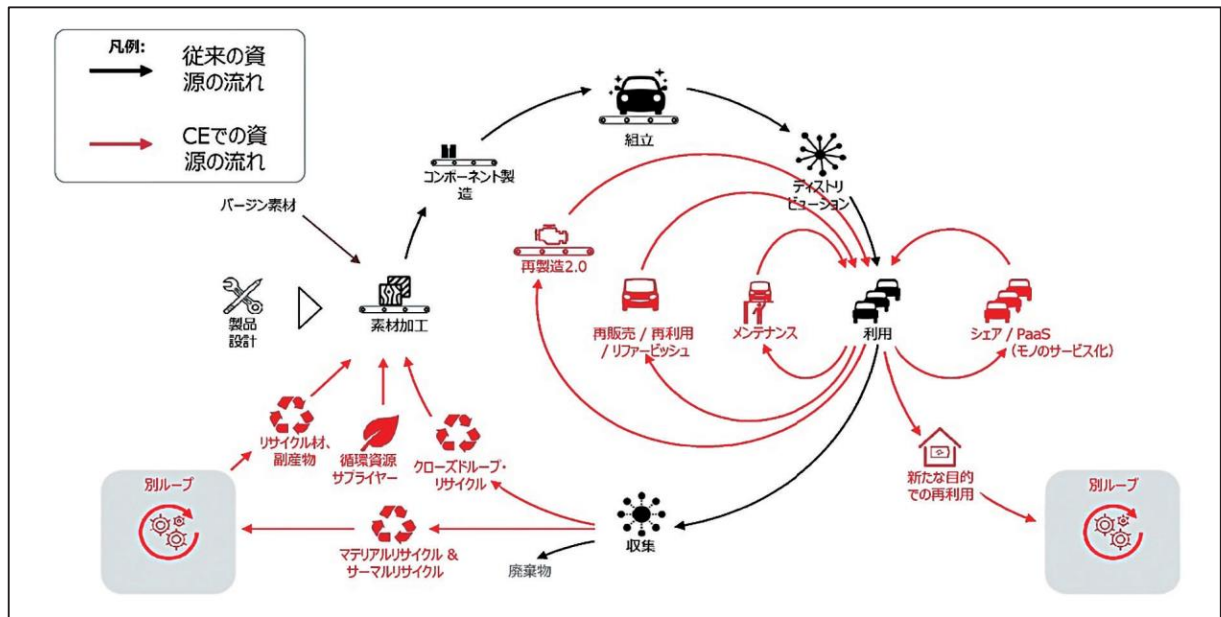 凡例:
従来の資
源の流れ
CEでの資
源の流れ
バージン素材
製品
設計
素材加工
コンポーネント製
造
組立
ディストリ
ビューション
再製造2.0
再販売 / 再利用
/ リファービッシュ
メンテナンス
利用
シェア / PaaS
(モノのサービス化)
リサイクル材、
副産物
循環資源
サプライヤー
クローズドループ・
リサイクル
新たな目的
での再利用
別ループ
マテリアルリサイクル &
サーマルリサイクル
収集
廃棄物
別ループ